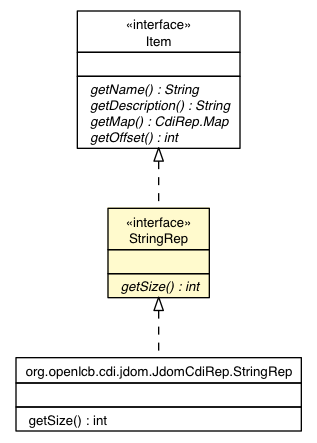 «interface»
Item
getName() : String
getDescription() : String
getMap() : CdiRep.Map
getOffset() : int
«interface»
StringRep
getSize() : int
org.openlcb.cdi.jdom.JdomCdiRep.StringRep
getSize() : int